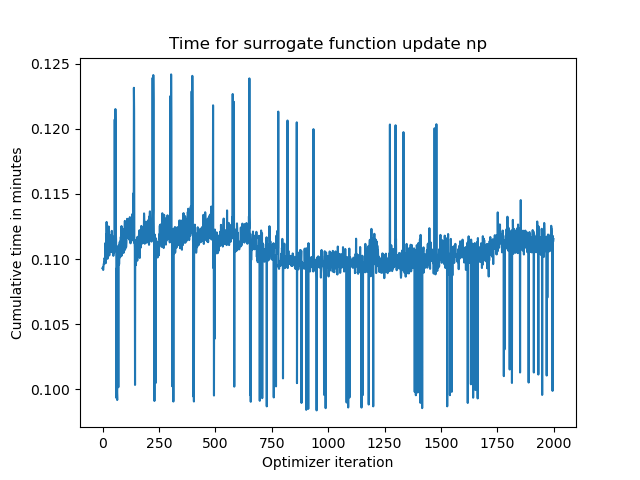 Time for surrogate function update np
0.125
0.120
0.115
0.110
0.105
0.100
Cumulative time in minutes
0 250 500 750 1000 1250 1500 1750 2000
Optimizer iteration